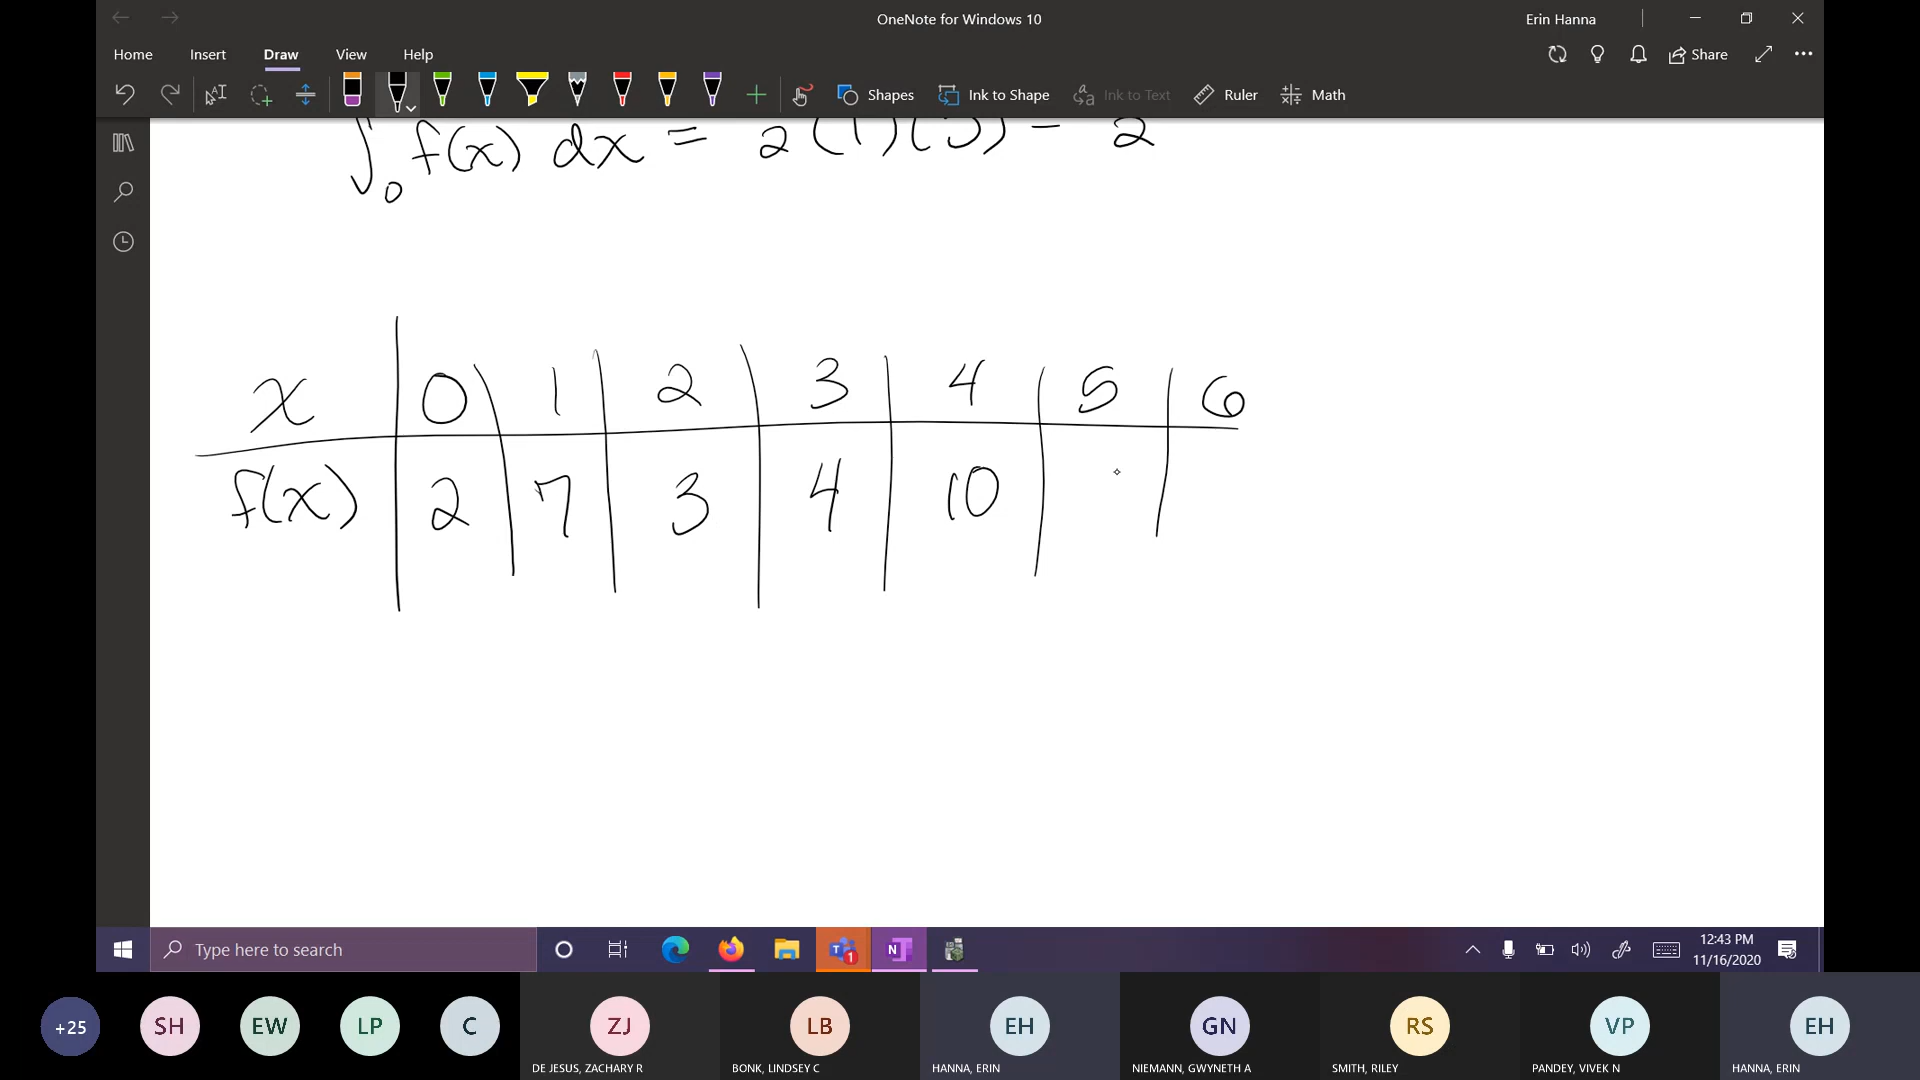 OneNote for Windows 10
Erin Hanna
Home Insert Draw View Help
Share
Shapes Ink to Shape Ink to Text Ruler Math
∫0 f(x) dx = 2
x 0 1 2 3 4 5 6
f(x) 2 7 3 4 10
Type here to search
1
12:43 PM
11/16/2020
+25 SH EW LP C ZJ LB EH GN RS VP EH
DE JESUS, ZACHARY R BONK, LINDSEY C HANNA, ERIN NIEMANN, GWYNETH A SMITH, RILEY PANDEY, VIVEK N HANNA, ERIN